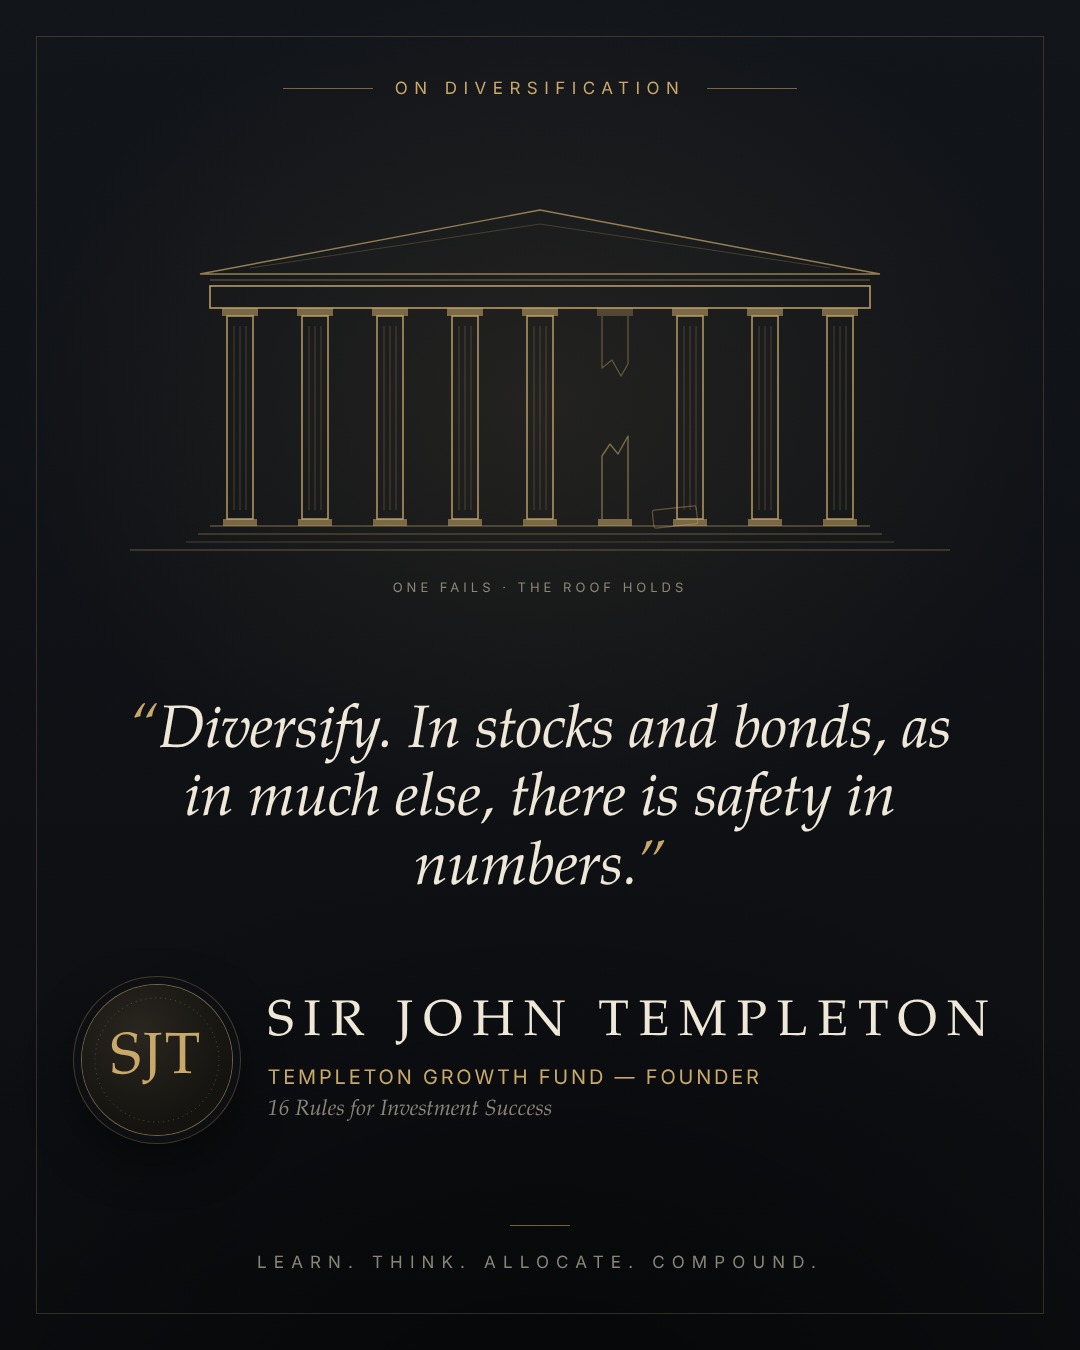 ON DIVERSIFICATION
ONE FAILS · THE ROOF HOLDS
“Diversify. In stocks and bonds, as
in much else, there is safety in
numbers.”
SJT
SIR JOHN TEMPLETON
TEMPLETON GROWTH FUND — FOUNDER
16 Rules for Investment Success
LEARN. THINK. ALLOCATE. COMPOUND.